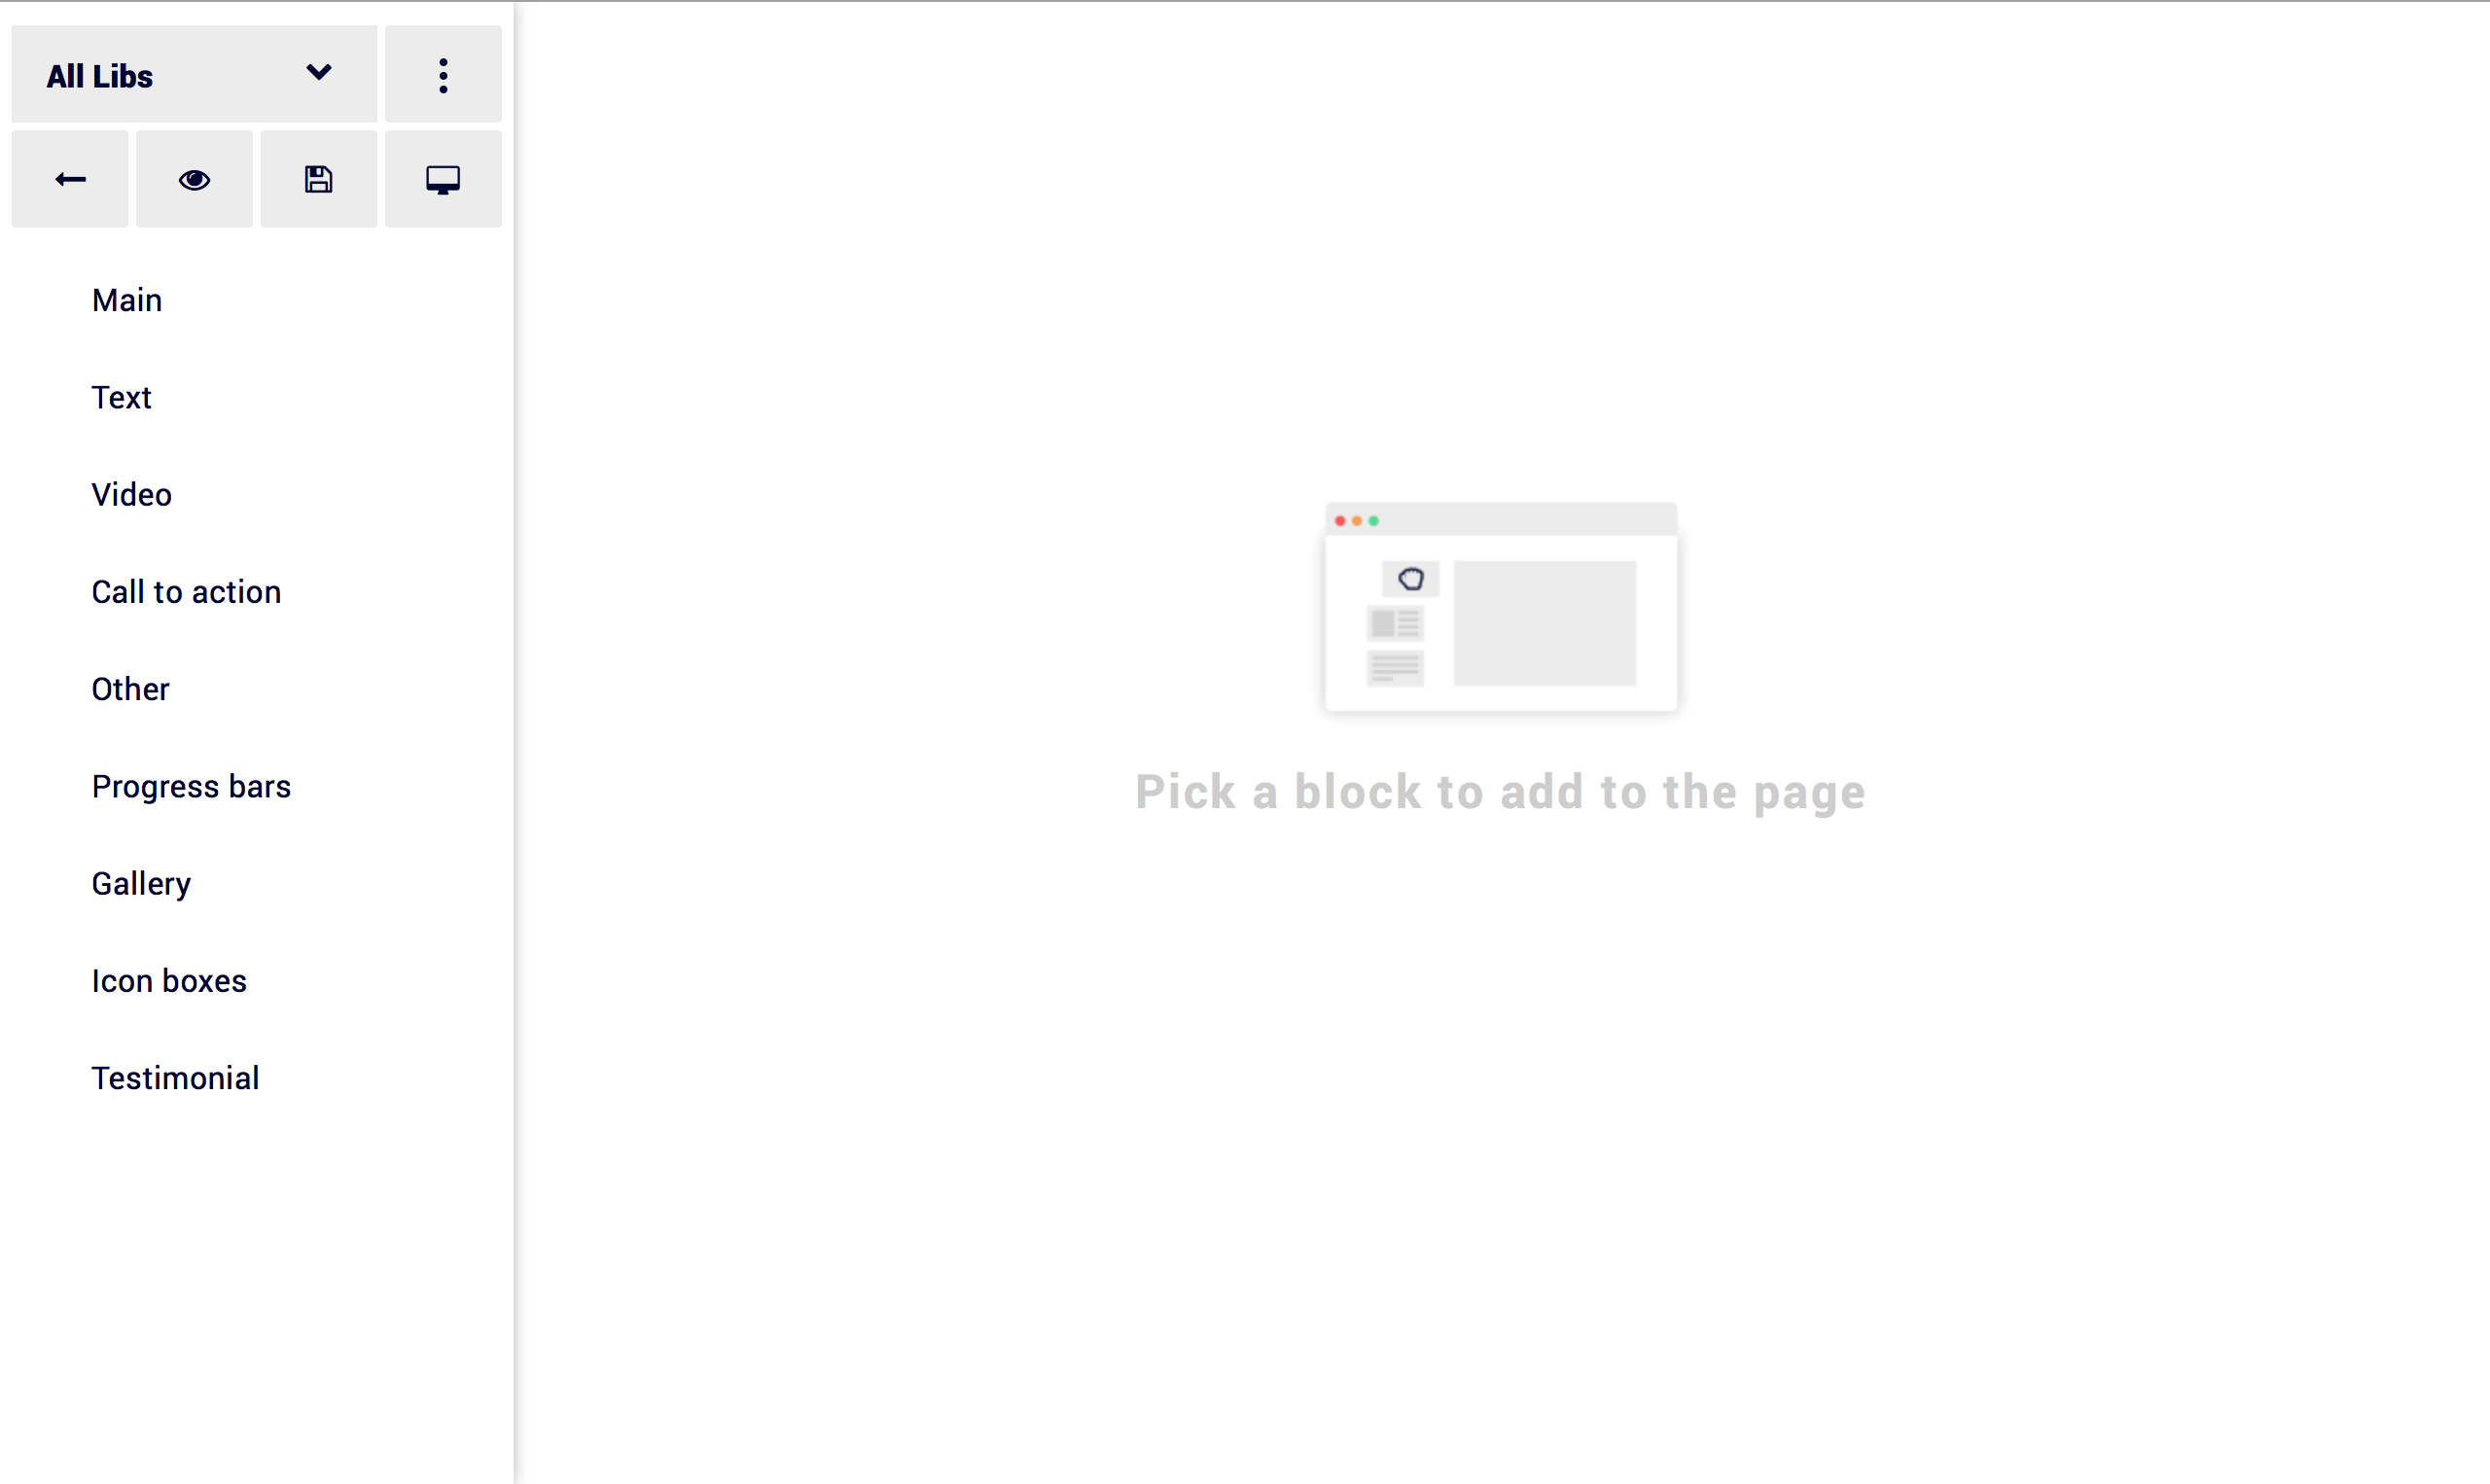 All Libs
Main
Text
Video
Call to action
Other
Progress bars
Gallery
Icon boxes
Testimonial
Pick a block to add to the page